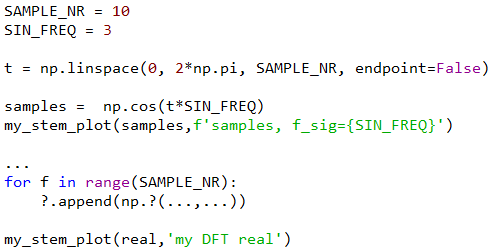 SAMPLE_NR = 10
SIN_FREQ = 3
t = np.linspace(0, 2*np.pi, SAMPLE_NR, endpoint=False)
samples =  np.cos(t*SIN_FREQ)
my_stem_plot(samples,f'samples, f_sig={SIN_FREQ}')
...
for f in range(SAMPLE_NR):
    ?.append(np.?(...,...))
my_stem_plot(real,'my DFT real')